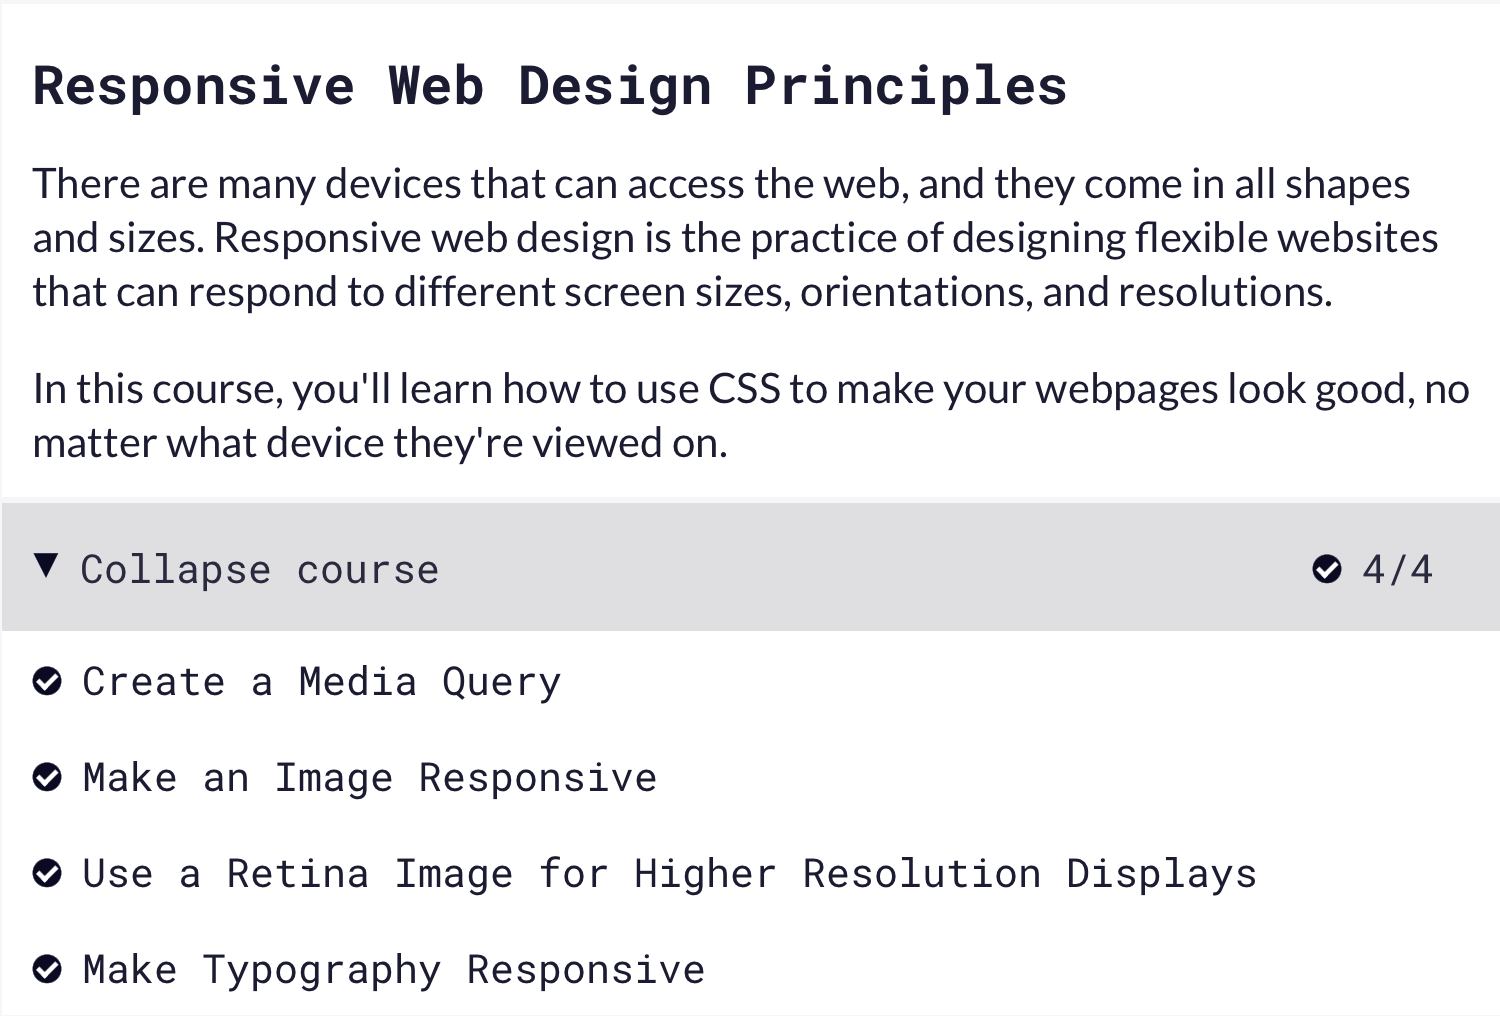 Responsive Web Design Principles
There are many devices that can access the web, and they come in all shapes
and sizes. Responsive web design is the practice of designing flexible websites
that can respond to different screen sizes, orientations, and resolutions.
In this course, you'll learn how to use CSS to make your webpages look good, no
matter what device they're viewed on.
Collapse course 4/4
Create a Media Query
Make an Image Responsive
Use a Retina Image for Higher Resolution Displays
Make Typography Responsive